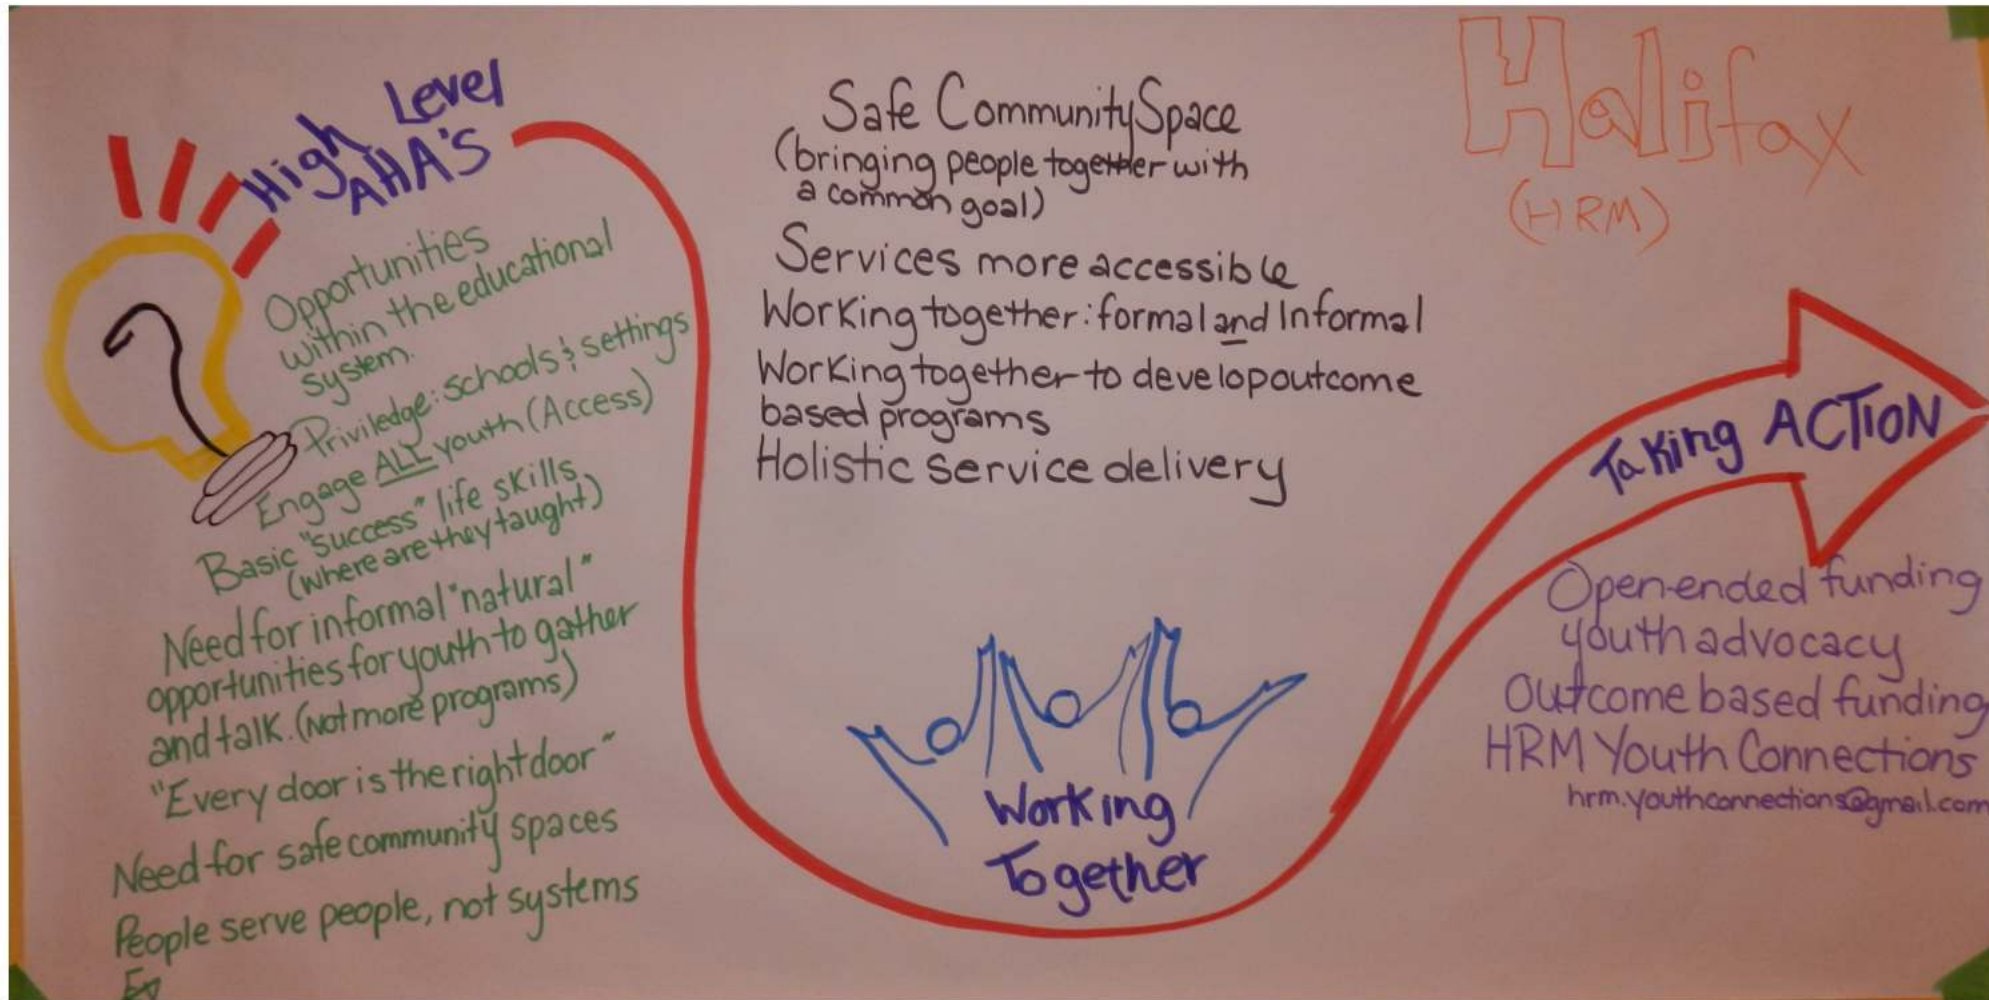 High Level
AHA'S
Opportunities
within the educational
system.
Priviledge: schools & settings
Engage ALL youth (Access)
Basic "success" life skills
(where are they taught)
Need for informal "natural"
opportunities for youth to gather
and talk. (Not more programs)
"Every door is the right door"
Need for safe community spaces
People serve people, not systems
Safe Community Space
(bringing people together with
a common goal)
Services more accessible
Working together: formal and Informal
Working together to develop outcome
based programs
Holistic service delivery
Working
Together
Halifax
(HRM)
Taking ACTION
Open-ended funding
youth advocacy
Outcome based funding
HRM Youth Connections
hrm.youthconnections@gmail.com